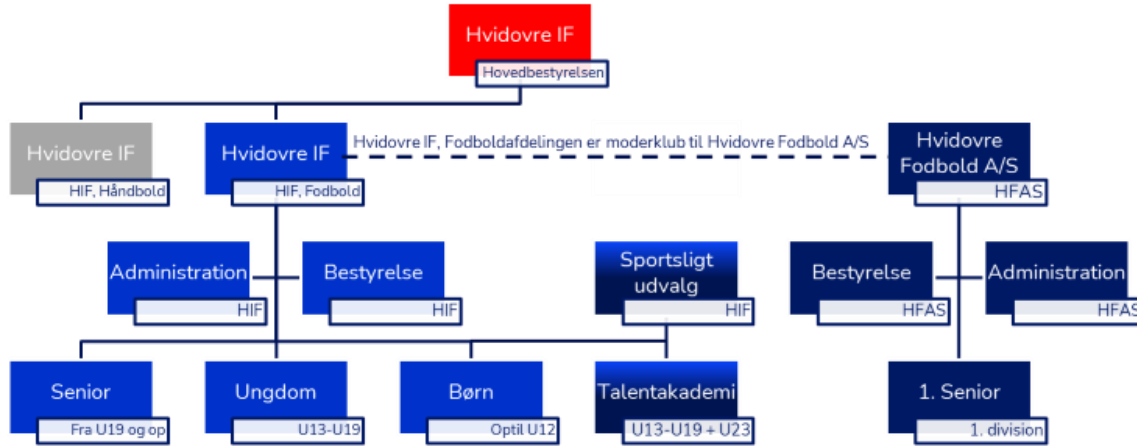 Hvidovre IF
Hovedbestyrelsen
Hvidovre IF
HIF, Håndbold
Hvidovre IF
HIF, Fodbold
Hvidovre IF, Fodboldafdelingen er moderklub til Hvidovre Fodbold A/S
Hvidovre
Fodbold A/S
HFAS
Administration
HIF
Bestyrelse
HIF
Sportsligt
udvalg
HIF
Bestyrelse
HFAS
Administration
HFAS
Senior
Fra U19 og op
Ungdom
U13-U19
Børn
Optil U12
Talentakademi
U13-U19 + U23
1. Senior
1. division